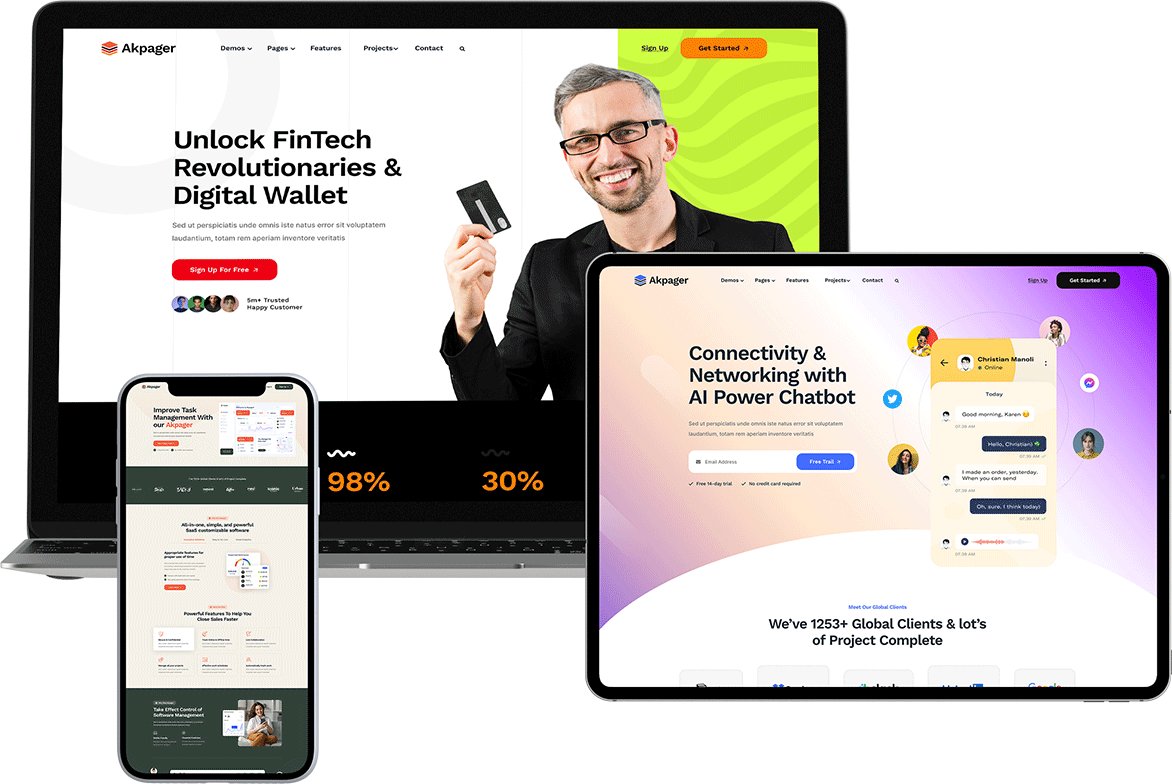 Akpager
Demos Pages Features Projects Contact
Sign Up
Get Started
Unlock FinTech
Revolutionaries &
Digital Wallet
Sed ut perspiciatis unde omnis iste natus error sit voluptatem
laudantium, totam rem aperiam inventore veritatis
Sign Up For Free
5m+ Trusted
Happy Customer
98%
30%
Akpager
Demos Pages Features Projects Contact
Sign Up
Get Started
Connectivity &
Networking with
AI Power Chatbot
Sed ut perspiciatis unde omnis iste natus error sit voluptatem
laudantium, totam rem aperiam inventore veritatis
Email Address
Free Trail
Free 14-day trial
No credit card required
Christian Manoli
Online
Today
Good morning, Karen
07:38 AM
Hello, Christian!
07:38 AM
I made an order, yesterday.
When you can send
07:38 AM
Oh, sure. I think today!
07:38 AM
07:38 AM
Meet Our Global Clients
We've 1253+ Global Clients & lot's
of Project Complete
Akpager
Improve Task
Management With
our Akpager
All-in-one, simple, and powerful
SaaS customizable software
Appropriate features for
proper use of time
Powerful Features To Help You
Close Sales Faster
Take Effect Control of
Software Management